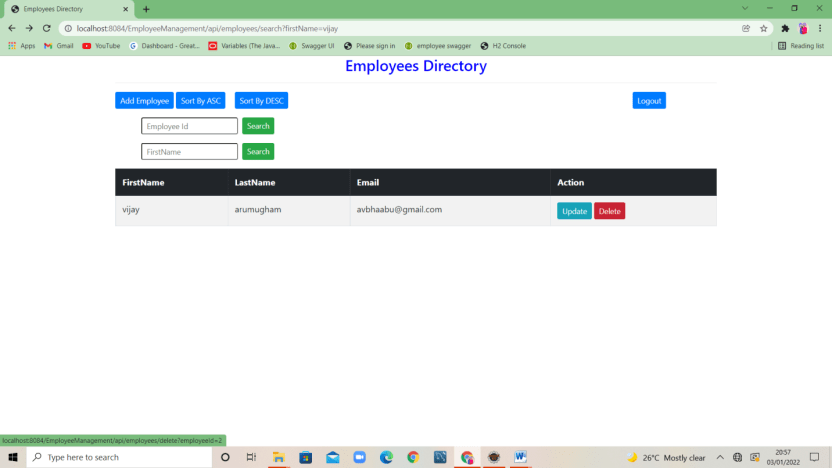 Employees Directory
localhost:8084/EmployeeManagement/api/employees/search?firstName=vijay
Apps Gmail YouTube Dashboard - Great... Variables (The Java... Swagger UI Please sign in employee swagger H2 Console Reading list
Employees Directory
Add Employee Sort By ASC Sort By DESC Logout
Employee Id Search
FirstName Search
FirstName LastName Email Action
vijay arumugham avbhaabu@gmail.com Update Delete
localhost:8084/EmployeeManagement/api/employees/delete?employeeId=2
Type here to search 26°C Mostly clear 20:57
03/01/2022